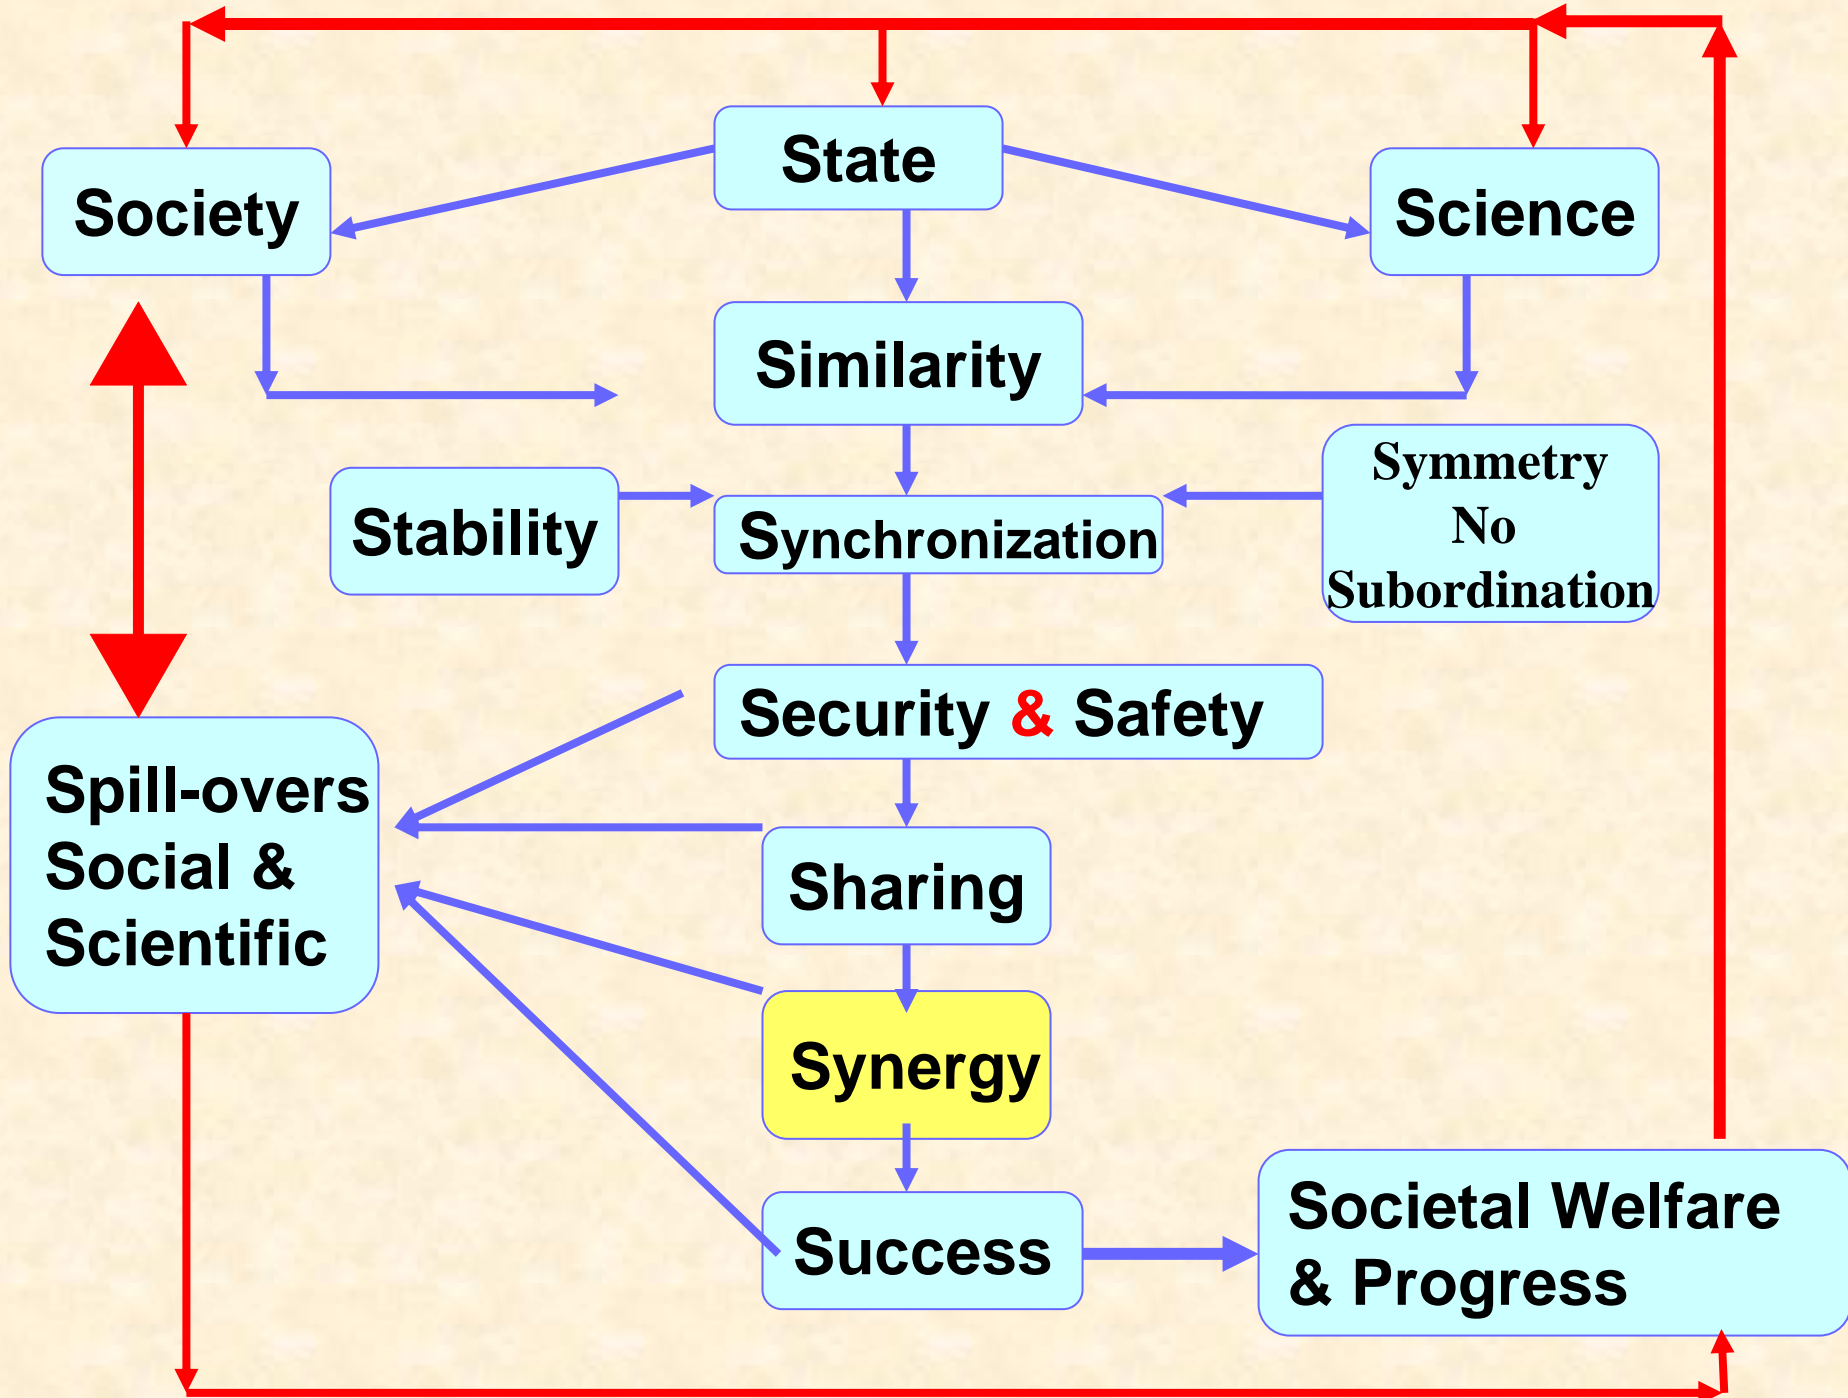 State
Society
Science
Similarity
Symmetry
No
Subordination
Stability
Synchronization
Security & Safety
Spill-overs
Social &
Scientific
Sharing
Synergy
Success
Societal Welfare
& Progress